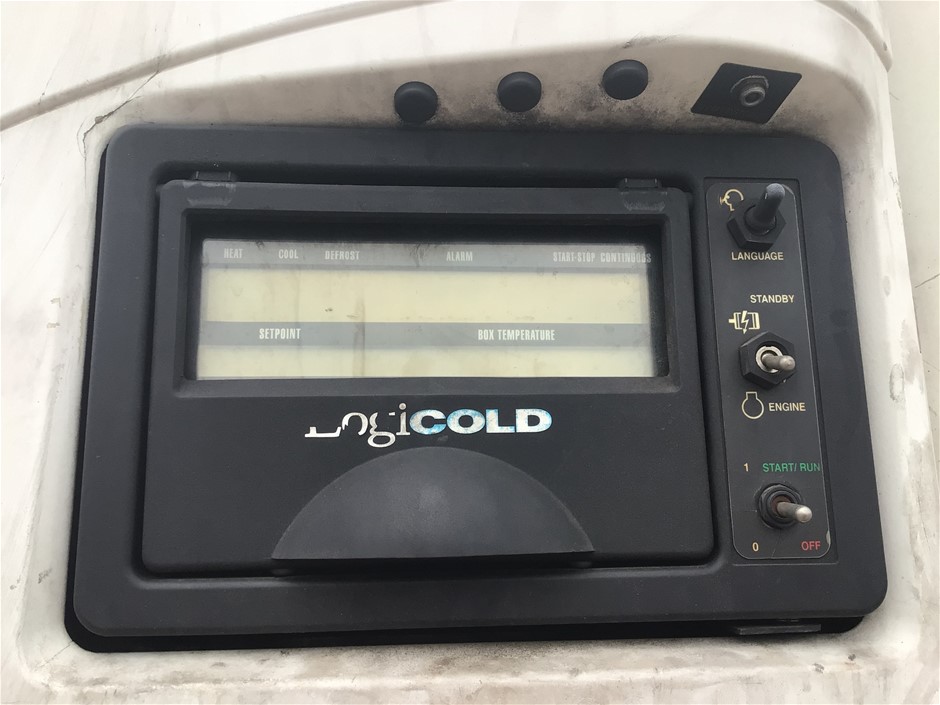 HEAT COOL DEFROST ALARM START-STOP CONTINUOUS
SETPOINT BOX TEMPERATURE
LogiCOLD
LANGUAGE
STANDBY
ENGINE
1 START/RUN
0 OFF